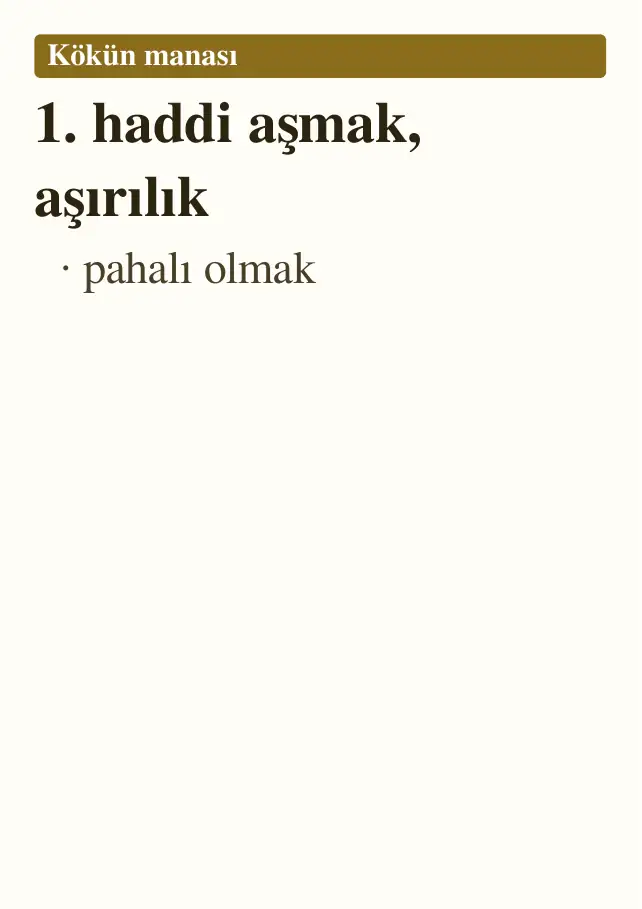 Kökün manası
1. haddi aşmak,
aşırılık
· pahalı olmak